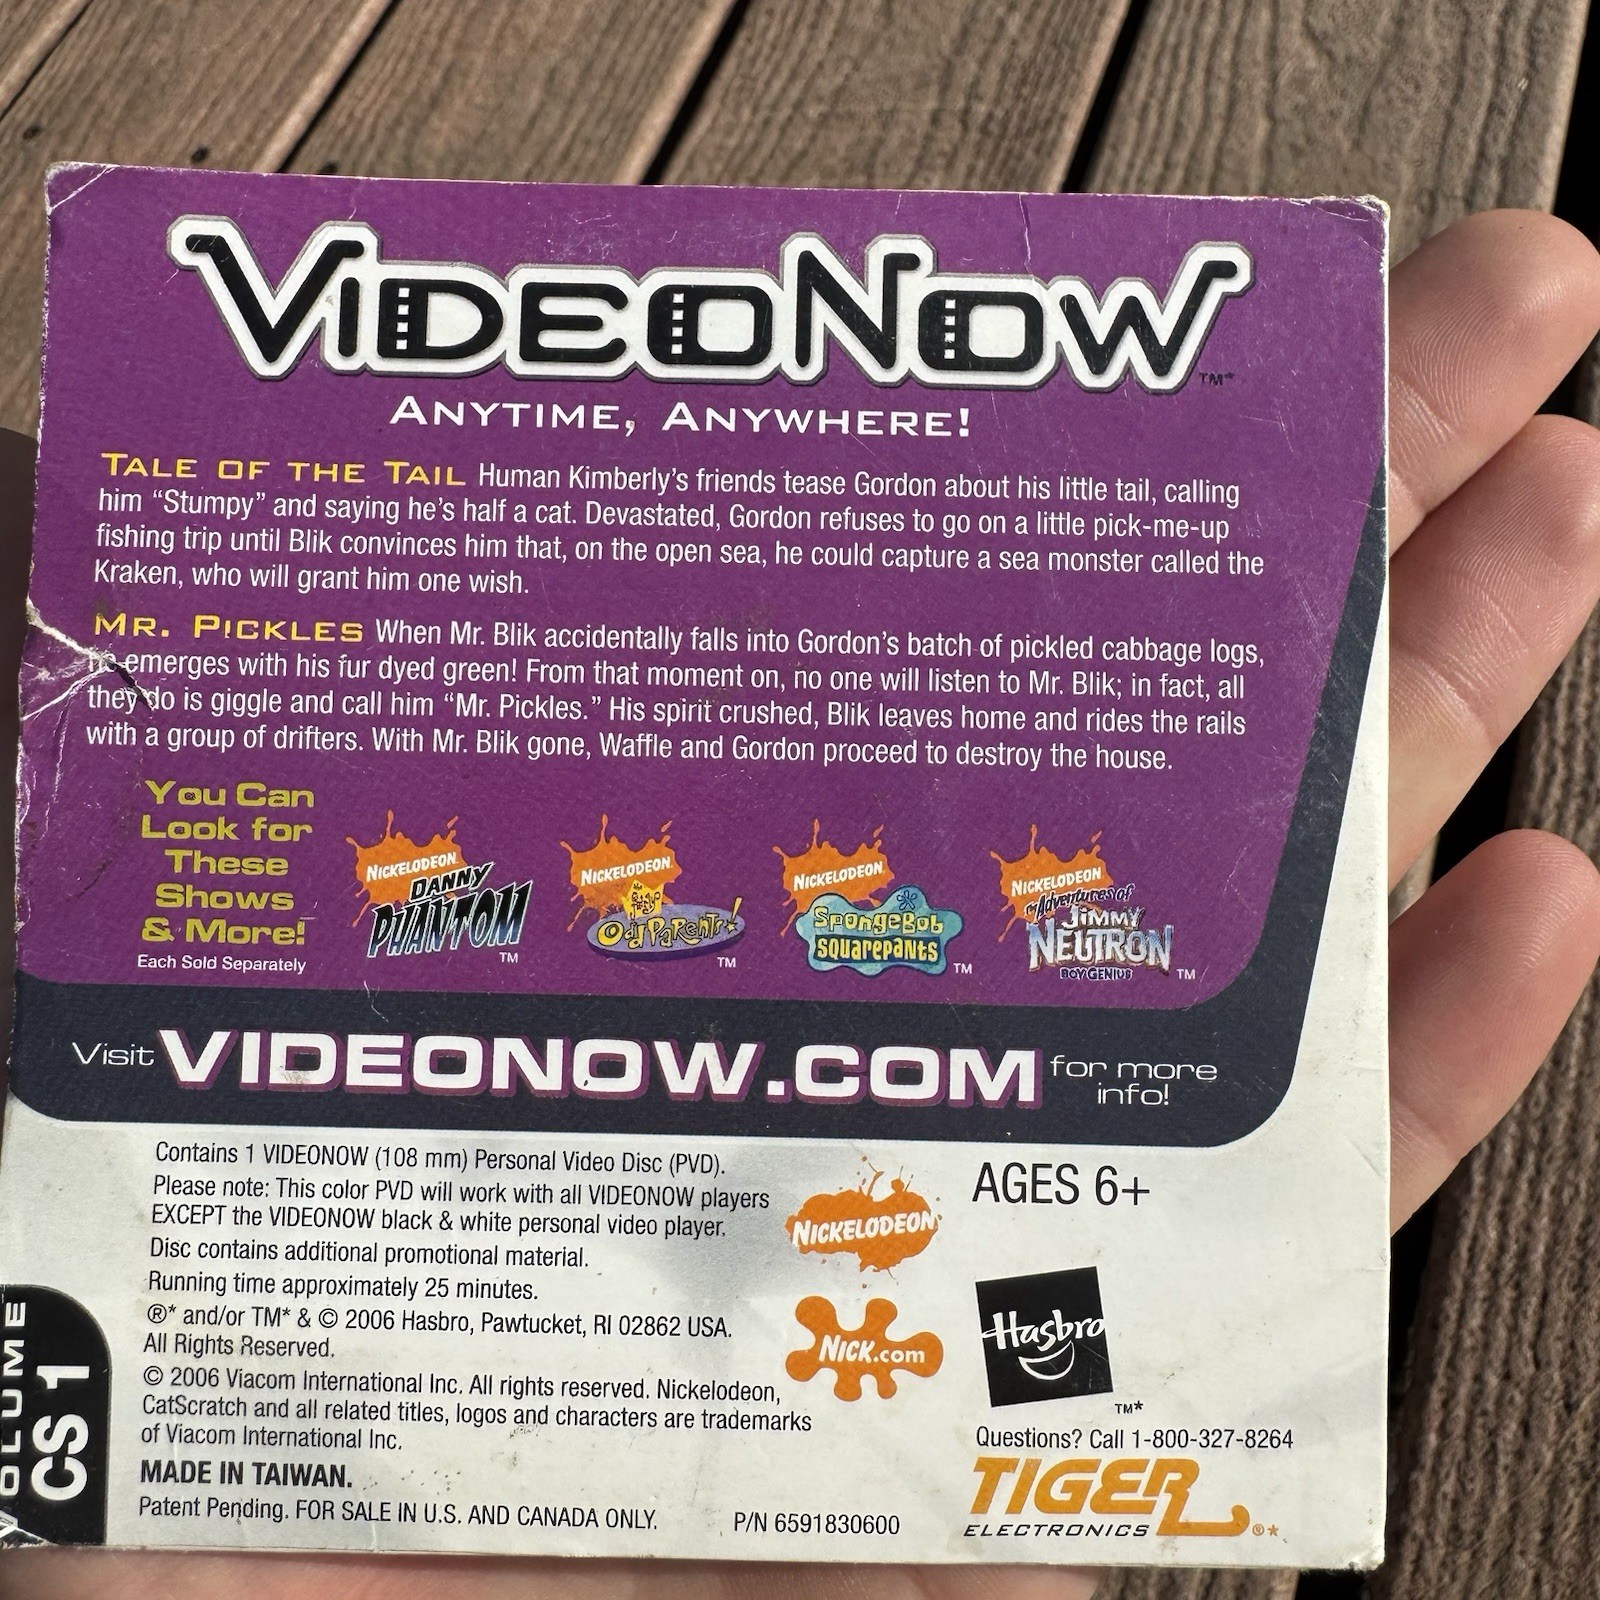 VIDEONOW™*
ANYTIME, ANYWHERE!
TALE OF THE TAIL Human Kimberly's friends tease Gordon about his little tail, calling
him “Stumpy” and saying he's half a cat. Devastated, Gordon refuses to go on a little pick-me-up
fishing trip until Blik convinces him that, on the open sea, he could capture a sea monster called the
Kraken, who will grant him one wish.
MR. PICKLES When Mr. Blik accidentally falls into Gordon's batch of pickled cabbage logs,
he emerges with his fur dyed green! From that moment on, no one will listen to Mr. Blik; in fact, all
they do is giggle and call him “Mr. Pickles.” His spirit crushed, Blik leaves home and rides the rails
with a group of drifters. With Mr. Blik gone, Waffle and Gordon proceed to destroy the house.
You Can
Look for
These
Shows
& More!
Each Sold Separately
NICKELODEON
DANNY
PHANTOM™
NICKELODEON
THE FAIRLY
ODDPARENTS!™
NICKELODEON
SPONGEBOB
SQUAREPANTS™
NICKELODEON
The Adventures of
JIMMY
NEUTRON
BOY GENIUS™
Visit VIDEONOW.COM for more
info!
Contains 1 VIDEONOW (108 mm) Personal Video Disc (PVD).
Please note: This color PVD will work with all VIDEONOW players
EXCEPT the VIDEONOW black & white personal video player.
Disc contains additional promotional material.
Running time approximately 25 minutes.
®* and/or TM* & © 2006 Hasbro, Pawtucket, RI 02862 USA.
All Rights Reserved.
© 2006 Viacom International Inc. All rights reserved. Nickelodeon,
CatScratch and all related titles, logos and characters are trademarks
of Viacom International Inc.
MADE IN TAIWAN.
Patent Pending. FOR SALE IN U.S. AND CANADA ONLY.
P/N 6591830600
NICKELODEON
NICK.com
AGES 6+
Hasbro
TM*
Questions? Call 1-800-327-8264
TIGER
ELECTRONICS®*
VOLUME
CS 1